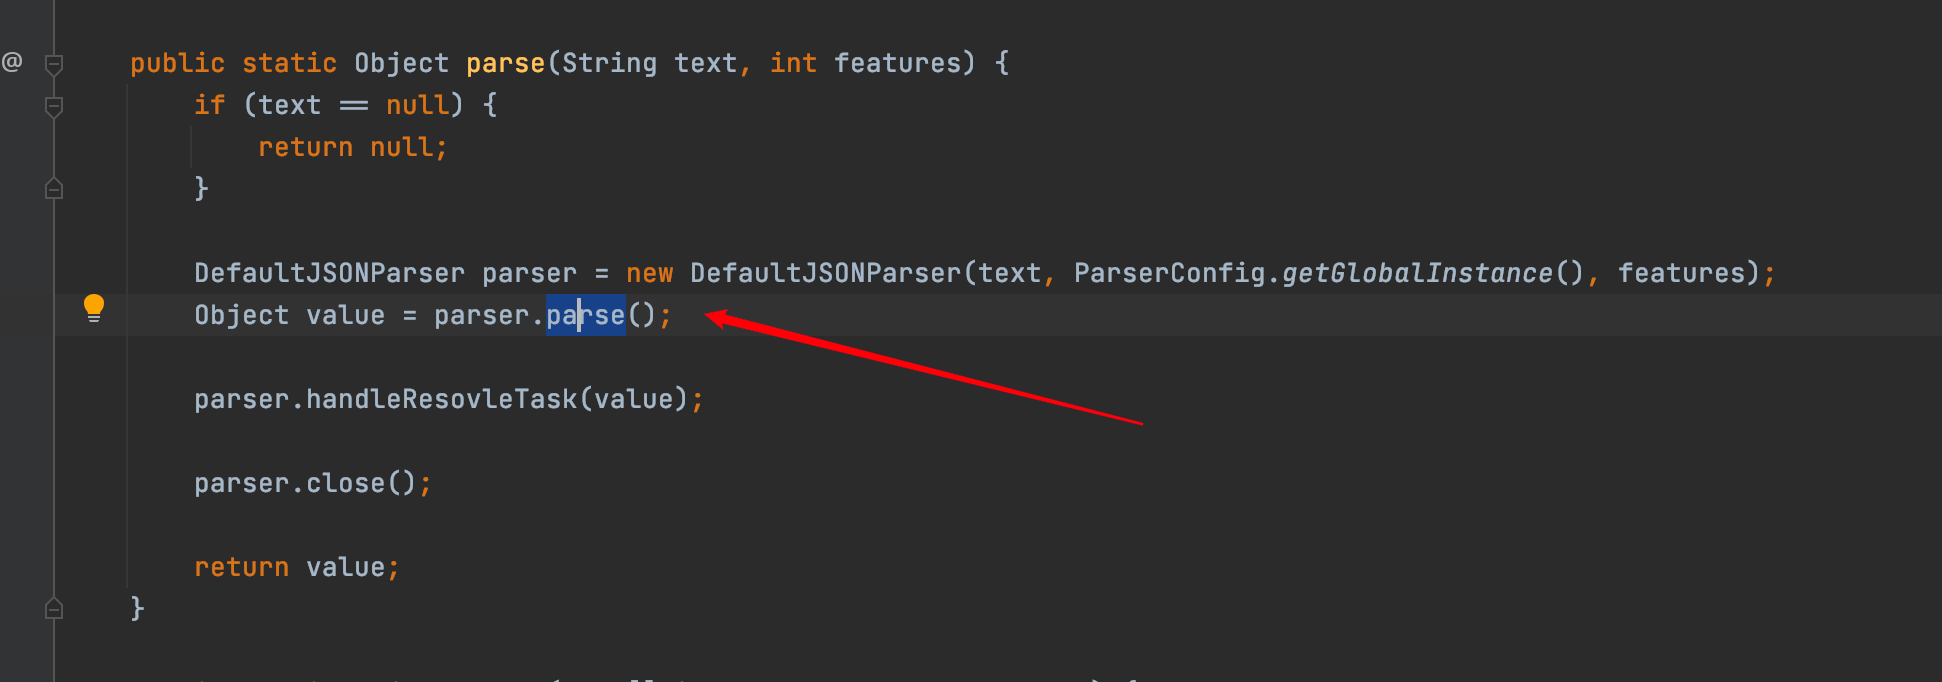 @ public static Object parse(String text, int features) {
if (text == null) {
return null;
}
DefaultJSONParser parser = new DefaultJSONParser(text, ParserConfig.getGlobalInstance(), features);
Object value = parser.parse();
parser.handleResovleTask(value);
parser.close();
return value;
}